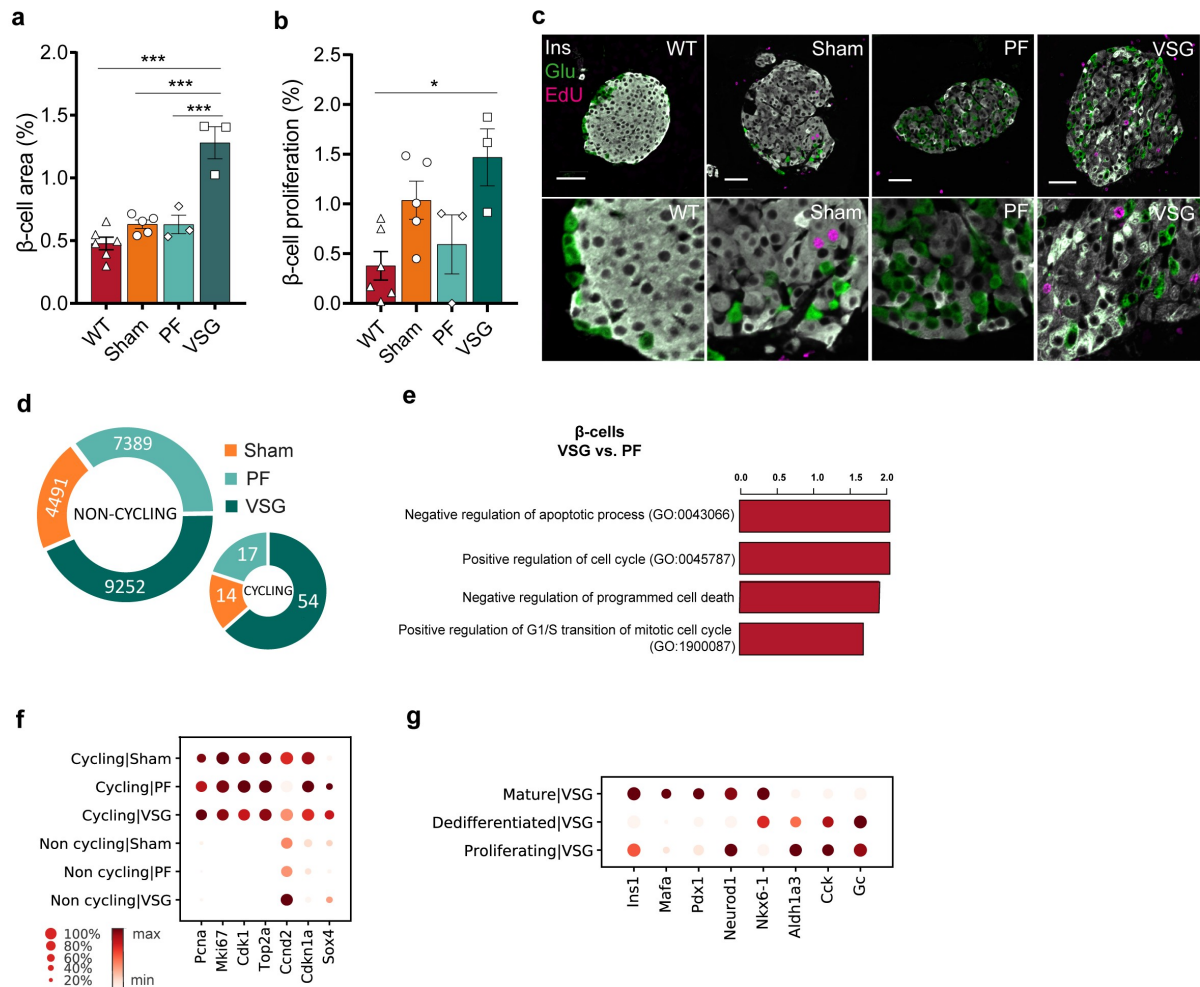 a
β-cell area (%)
2.0
1.5
1.0
0.5
0.0
***
***
***
WT
Sham
PF
VSG
b
β-cell proliferation (%)
2.5
2.0
1.5
1.0
0.5
0.0
*
WT
Sham
PF
VSG
c
Ins
Glu
EdU
WT
Sham
PF
VSG
WT
Sham
PF
VSG
d
7389
4491
NON-CYCLING
9252
Sham
PF
VSG
17
14
CYCLING
54
e
β-cells
VSG vs. PF
0.0 0.5 1.0 1.5 2.0
Negative regulation of apoptotic process (GO:0043066)
Positive regulation of cell cycle (GO:0045787)
Negative regulation of programmed cell death
Positive regulation of G1/S transition of mitotic cell cycle
(GO:1900087)
f
Cycling|Sham
Cycling|PF
Cycling|VSG
Non cycling|Sham
Non cycling|PF
Non cycling|VSG
Pcna
Mki67
Cdk1
Top2a
Ccnd2
Cdkn1a
Sox4
100%
80%
60%
40%
20%
max
min
g
Mature|VSG
Dedifferentiated|VSG
Proliferating|VSG
Ins1
Mafa
Pdx1
Neurod1
Nkx6-1
Aldh1a3
Cck
Gc